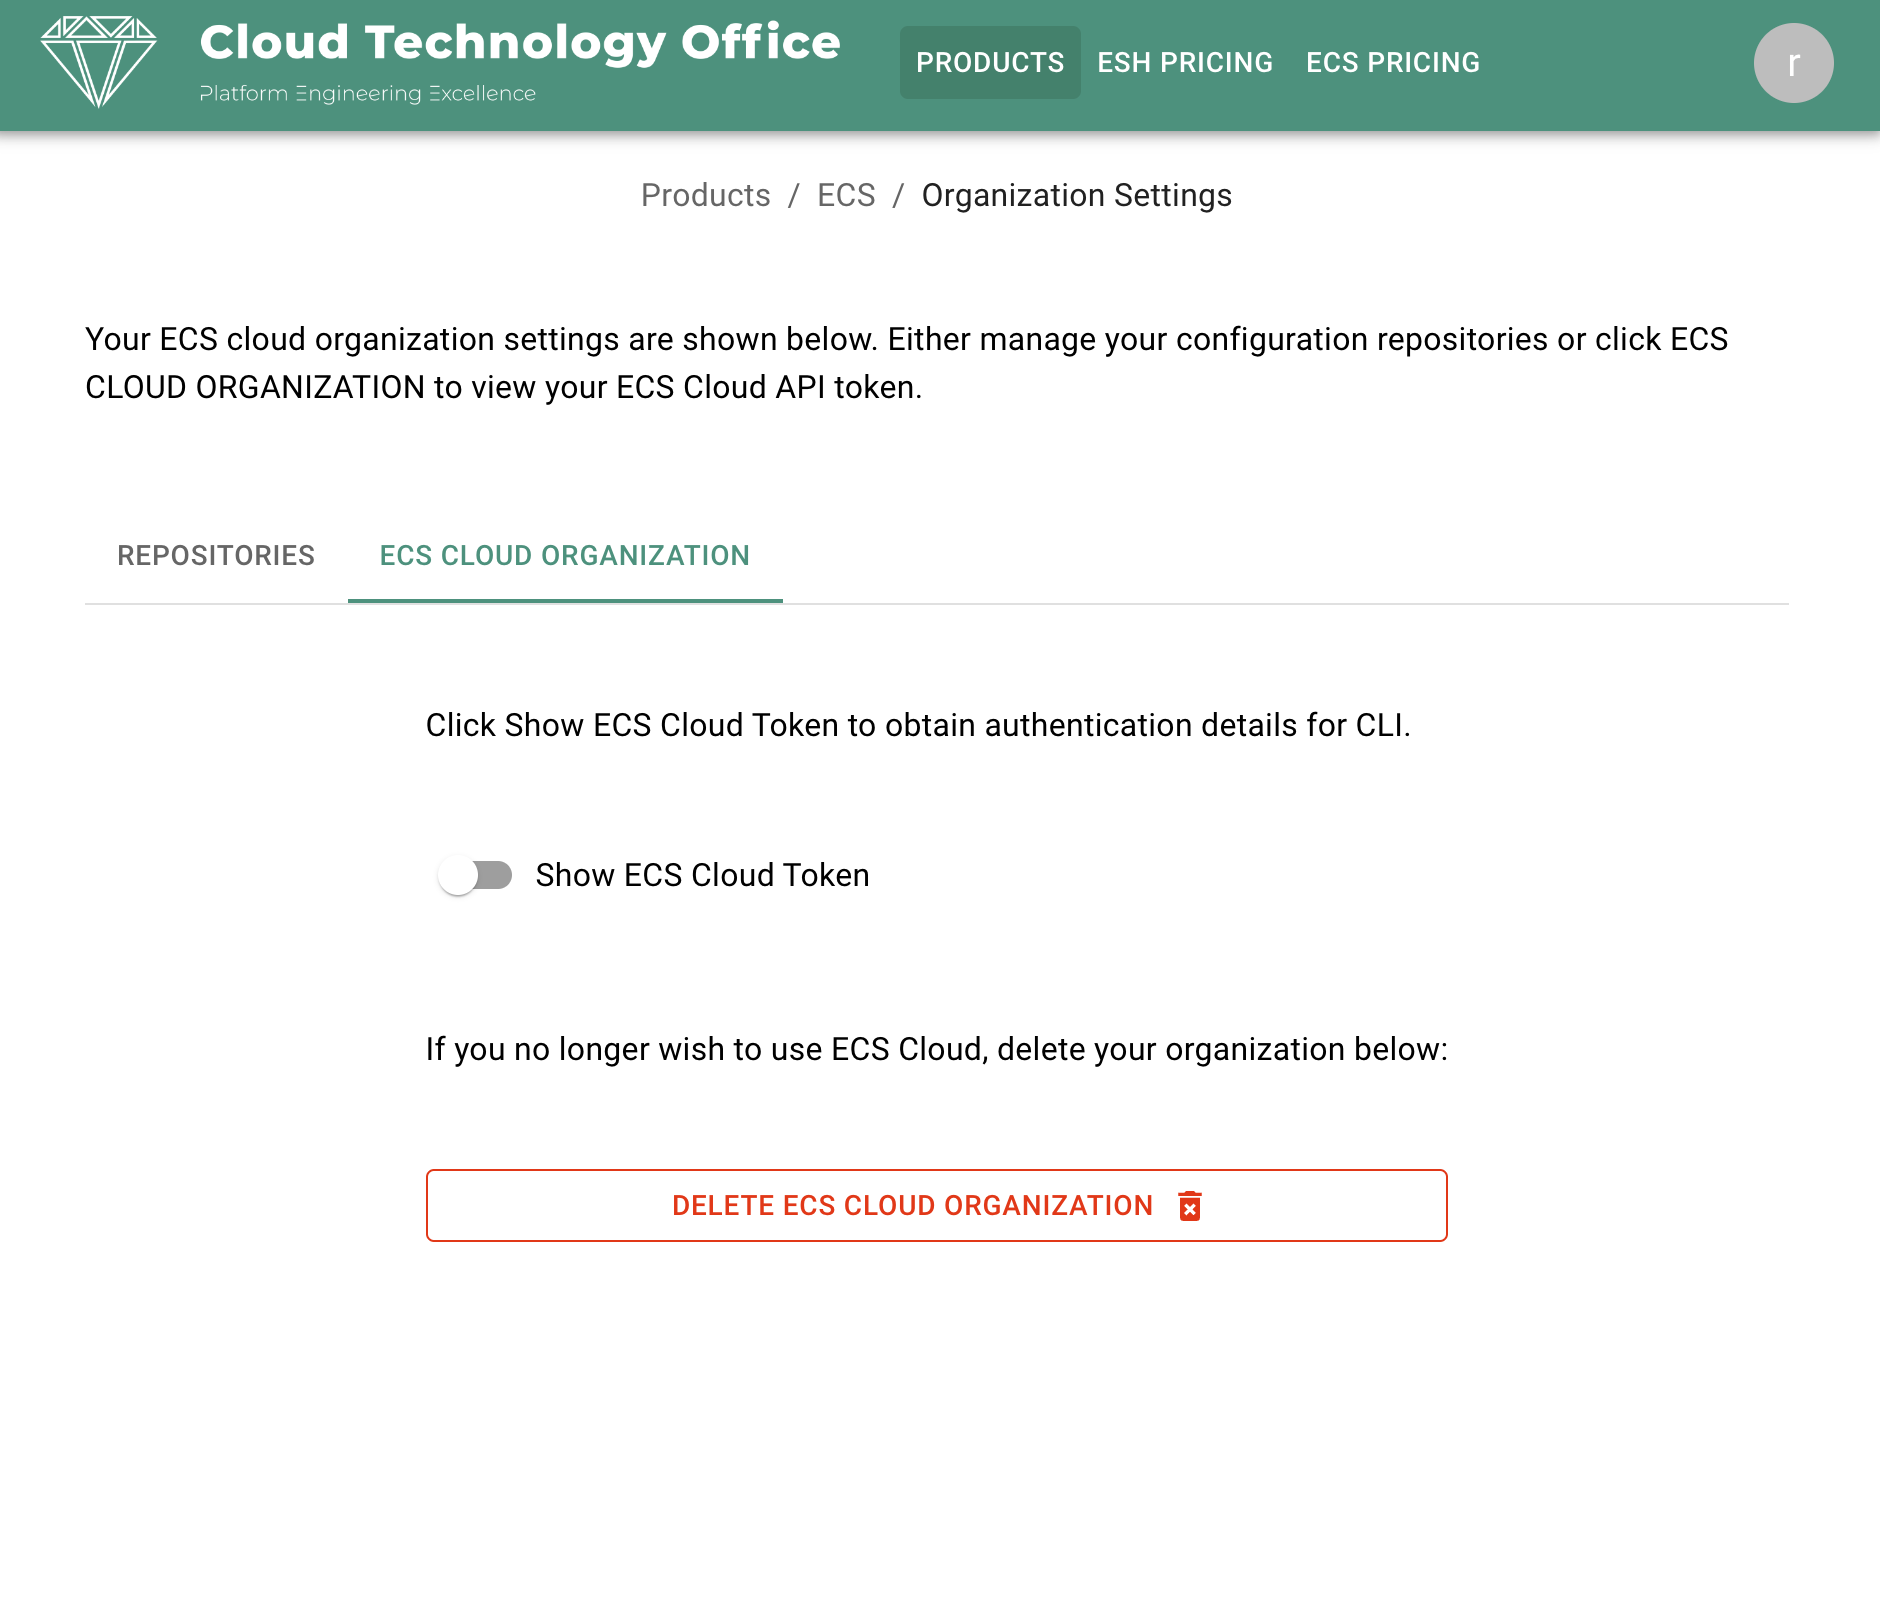 Cloud Technology Office
Platform Engineering Excellence
PRODUCTS
ESH PRICING
ECS PRICING
r
Products / ECS / Organization Settings
Your ECS cloud organization settings are shown below. Either manage your configuration repositories or click ECS
CLOUD ORGANIZATION to view your ECS Cloud API token.
REPOSITORIES
ECS CLOUD ORGANIZATION
Click Show ECS Cloud Token to obtain authentication details for CLI.
Show ECS Cloud Token
If you no longer wish to use ECS Cloud, delete your organization below:
DELETE ECS CLOUD ORGANIZATION